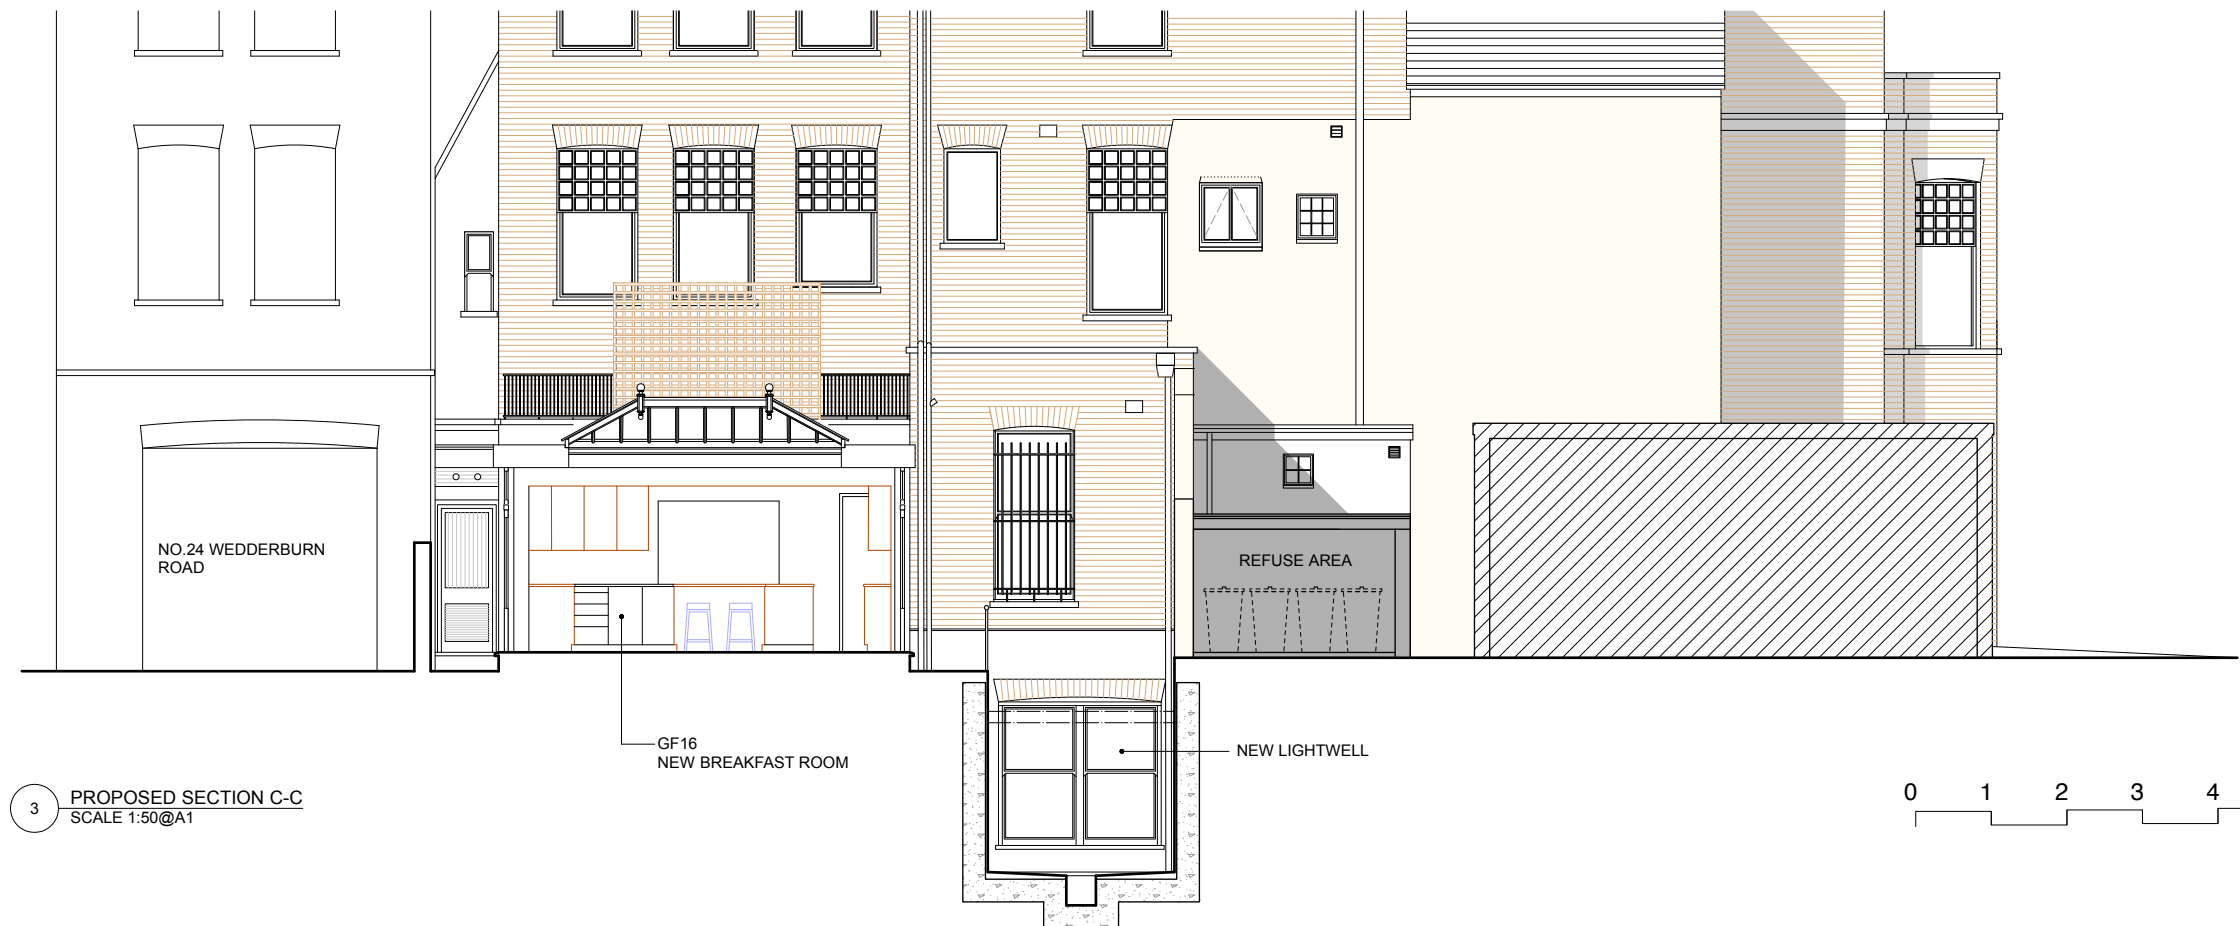 NO.24 WEDDERBURN
ROAD
REFUSE AREA
GF16
NEW BREAKFAST ROOM
NEW LIGHTWELL
3
PROPOSED SECTION C-C
SCALE 1:50@A1
0 1 2 3 4